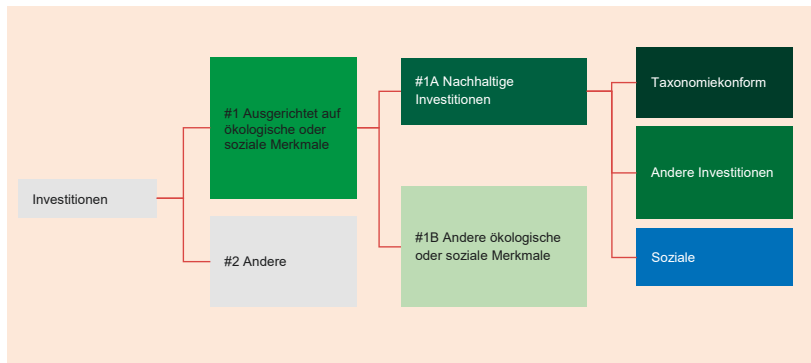 Investitionen
#1 Ausgerichtet auf
ökologische oder
soziale Merkmale
#2 Andere
#1A Nachhaltige
Investitionen
#1B Andere ökologische
oder soziale Merkmale
Taxonomiekonform
Andere Investitionen
Soziale